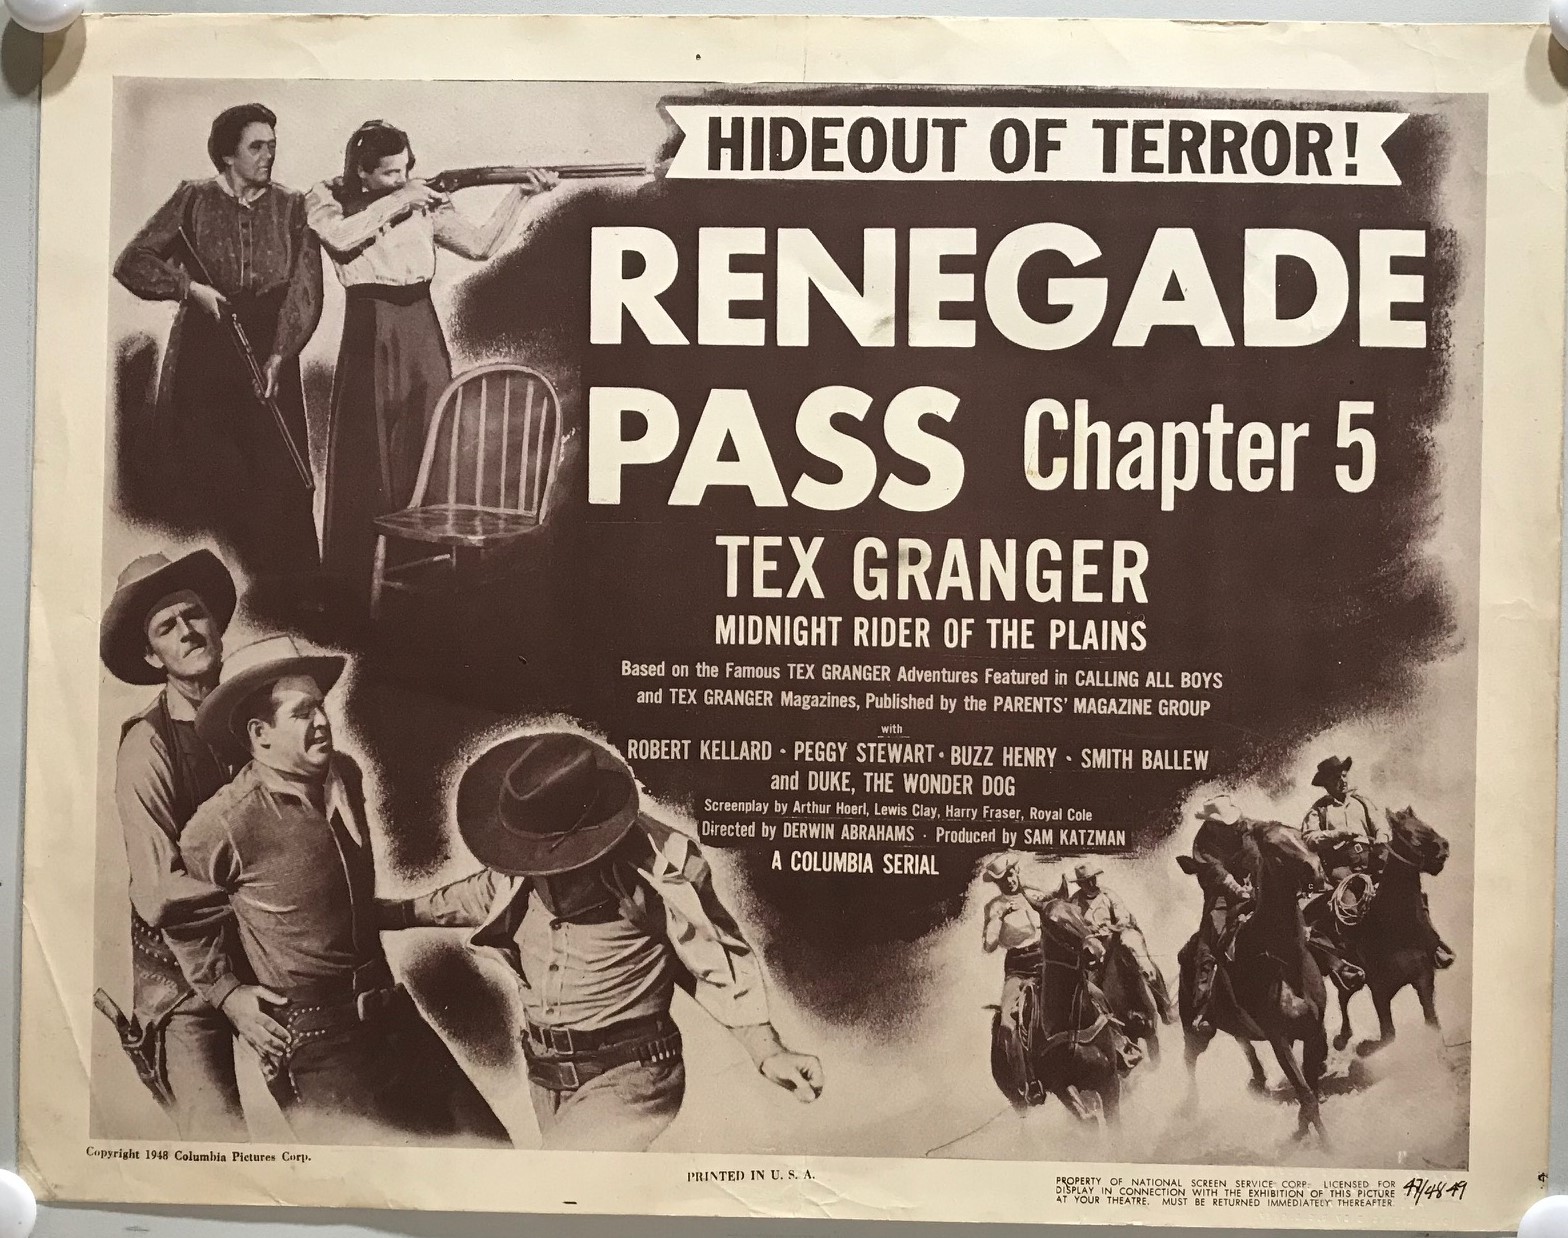 HIDEOUT OF TERROR!
RENEGADE
PASS Chapter 5
TEX GRANGER
MIDNIGHT RIDER OF THE PLAINS
Based on the Famous TEX GRANGER Adventures Featured in CALLING ALL BOYS
and TEX GRANGER Magazines, Published by the PARENTS' MAGAZINE GROUP
with
ROBERT KELLARD · PEGGY STEWART · BUZZ HENRY · SMITH BALLEW
and DUKE, THE WONDER DOG
Screenplay by Arthur Hoerl, Lewis Clay, Harry Fraser, Royal Cole
Directed by DERWIN ABRAHAMS · Produced by SAM KATZMAN
A COLUMBIA SERIAL
Copyright 1948 Columbia Pictures Corp.
PRINTED IN U. S. A.
PROPERTY OF NATIONAL SCREEN SERVICE CORP. LICENSED FOR
DISPLAY IN CONNECTION WITH THE EXHIBITION OF THIS PICTURE
AT YOUR THEATRE. MUST BE RETURNED IMMEDIATELY THEREAFTER.